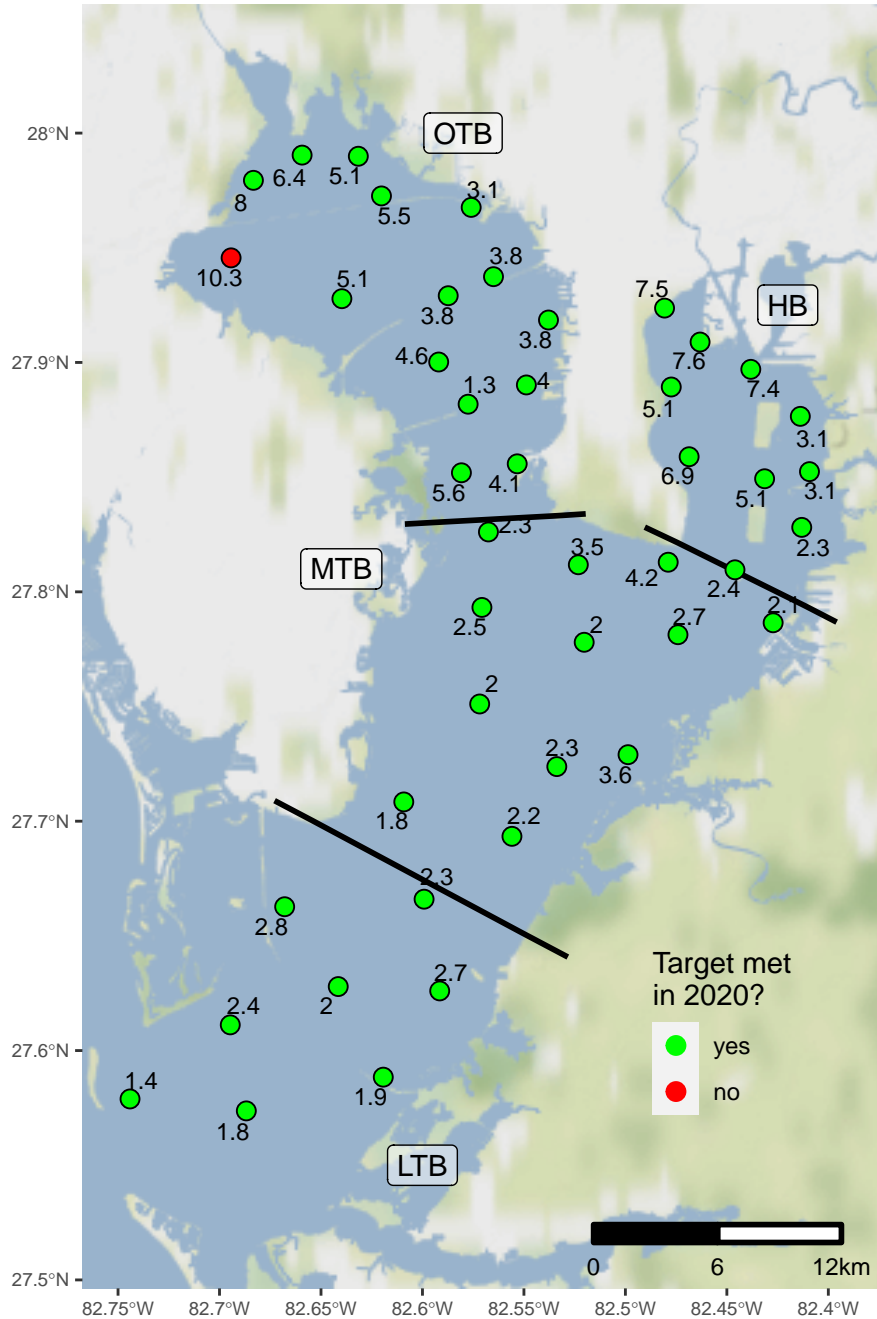 OTB
28°N
6.4
5.1
8
5.5
3.1
10.3
5.1
3.8
3.8
3.8
7.5
HB
7.6
27.9°N
4.6
7.4
1.3
4
5.1
3.1
5.6
4.1
6.9
5.1
3.1
2.3
2.3
MTB
3.5
4.2
2.4
27.8°N
2.5
2
2.7
2.1
2
2.3
3.6
27.7°N
1.8
2.2
2.3
2.8
Target met
in 2020?
2.7
2
2.4
27.6°N
yes
no
1.4
1.9
1.8
LTB
0
6
12km
27.5°N
82.75°W
82.7°W
82.65°W
82.6°W
82.55°W
82.5°W
82.45°W
82.4°W